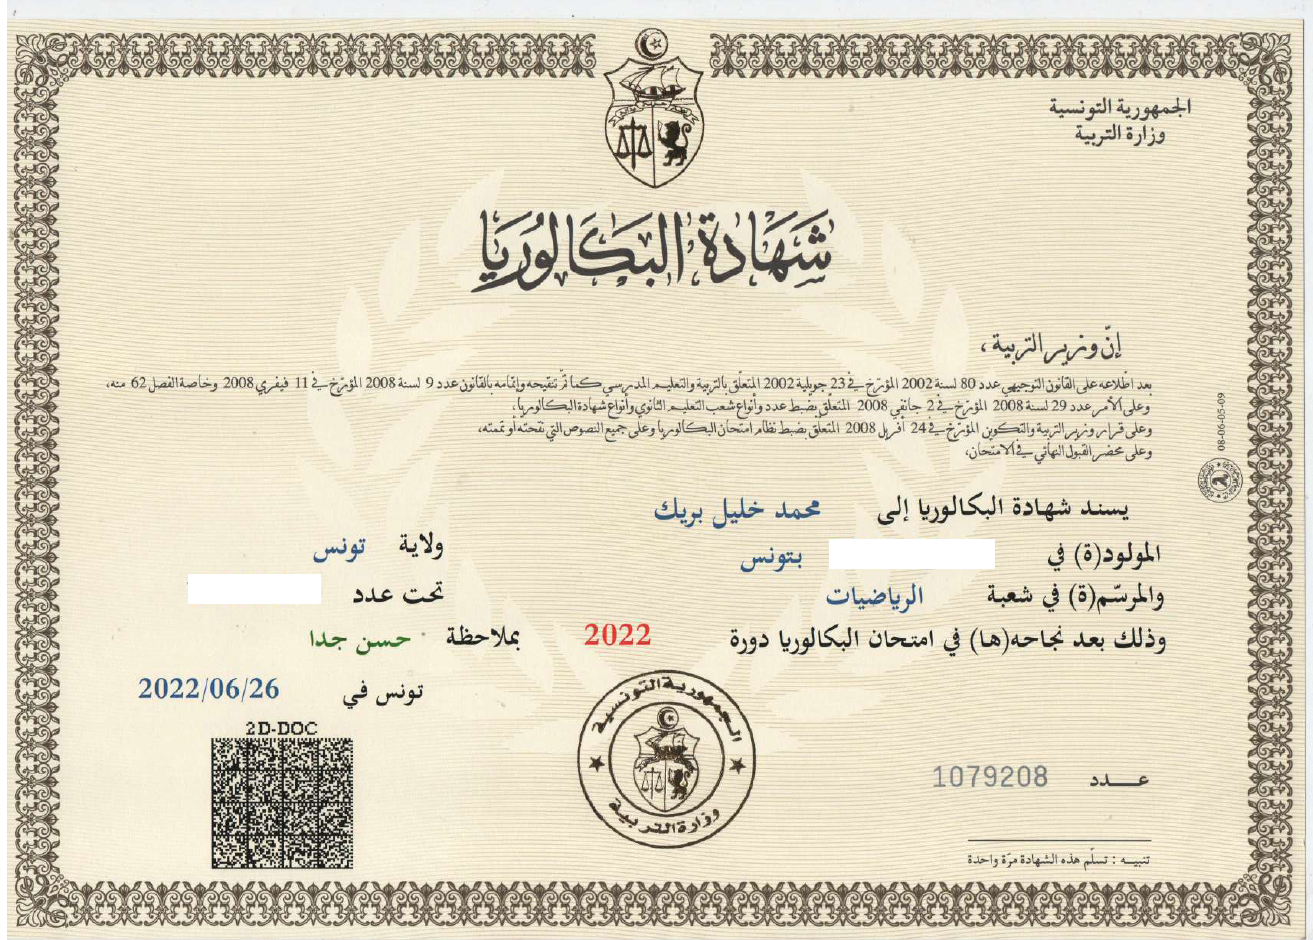 الجمهورية التونسية
وزارة التربية
شهادة البكالوريا
إنّ وزير التربية،
بعد اطّلاعه على القانون التوجيهي عدد 80 لسنة 2002 المؤرّخ في 23 جويلية 2002 المتعلّق بالتربية والتعليم المدرسي كما تمّ تنقيحه وإتمامه بالقانون عدد 9 لسنة 2008 المؤرّخ في 11 فيفري 2008 وخاصة الفصل 62 منه،
وعلى الأمر عدد 29 لسنة 2008 المؤرّخ في 2 جانفي 2008 المتعلّق بضبط عدد وأنواع شعب التعليم الثانوي وأنواع شهادة البكالوريا،
وعلى قرار وزير التربية والتكوين المؤرّخ في 24 أفريل 2008 المتعلّق بضبط نظام امتحان البكالوريا وعلى جميع النصوص التي نقحته أو تممته،
وعلى محضر القبول النهائي في الامتحان،
يسند شهادة البكالوريا إلى محمد خليل بريك
المولود(ة) في بتونس ولاية تونس
والمرسّم(ة) في شعبة الرياضيات تحت عدد
وذلك بعد نجاحه(ها) في امتحان البكالوريا دورة 2022 بملاحظة حسن جدا
تونس في 2022/06/26
2D-DOC
الجمهورية التونسية
وزارة التربية
عـــدد 1079208
تنبيــه : تسلّم هذه الشهادة مرّة واحدة
08-06-05-09